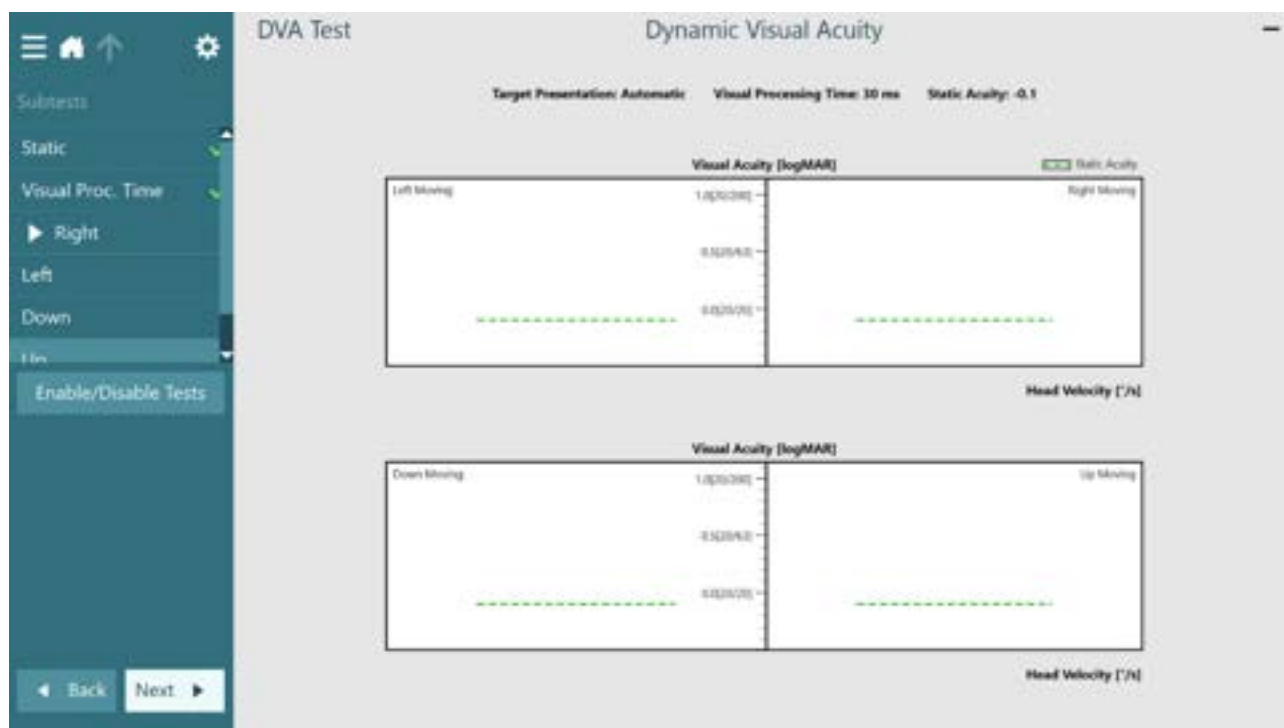 DVA Test
Dynamic Visual Acuity
Subtests
Static
Visual Proc. Time
Right
Left
Down
Up
Enable/Disable Tests
Back
Next
Target Presentation: Automatic Visual Processing Time: 30 ms Static Acuity: -0.1
Visual Acuity [logMAR]
Static Acuity
Left Moving
Right Moving
1.0[20/200]
0.5[20/63]
0.0[20/20]
Head Velocity [°/s]
Visual Acuity [logMAR]
Down Moving
Up Moving
1.0[20/200]
0.5[20/63]
0.0[20/20]
Head Velocity [°/s]